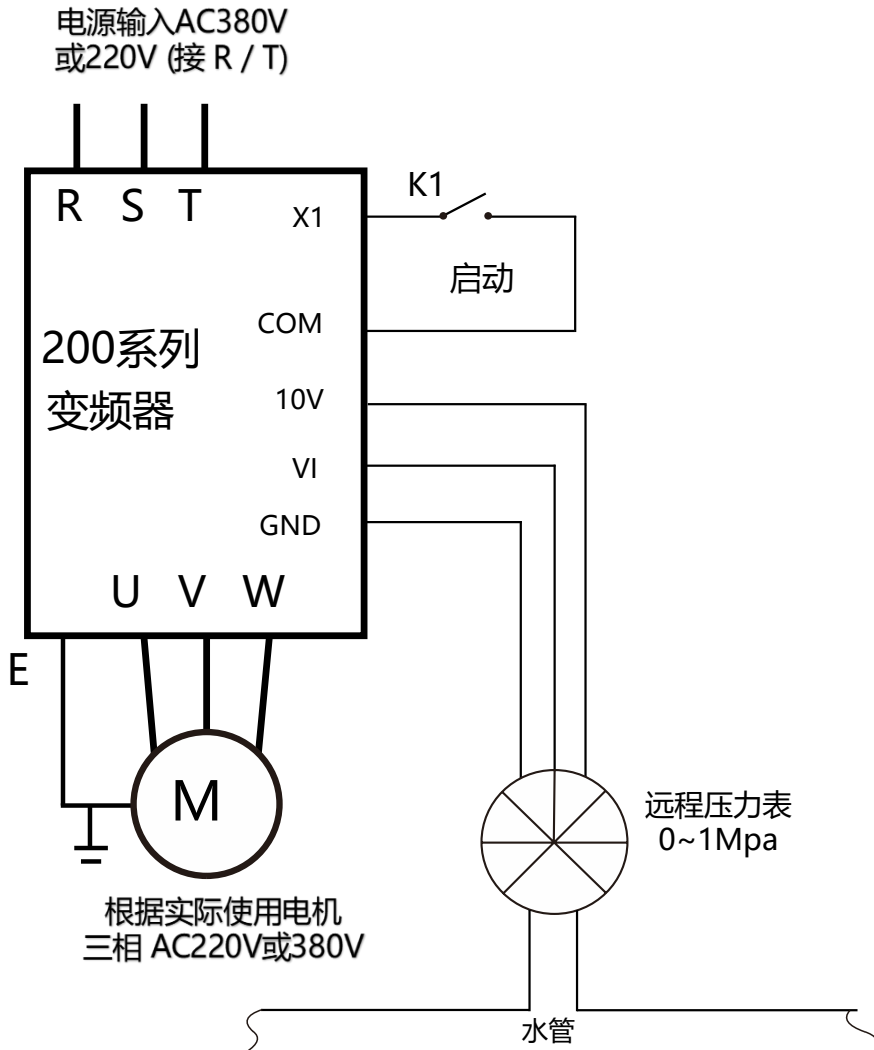 电源输入AC380V
或220V (接 R / T)
R S T
X1
K1
启动
COM
200系列
变频器
10V
VI
GND
U V W
E
M
远程压力表
0~1Mpa
根据实际使用电机
三相 AC220V或380V
水管